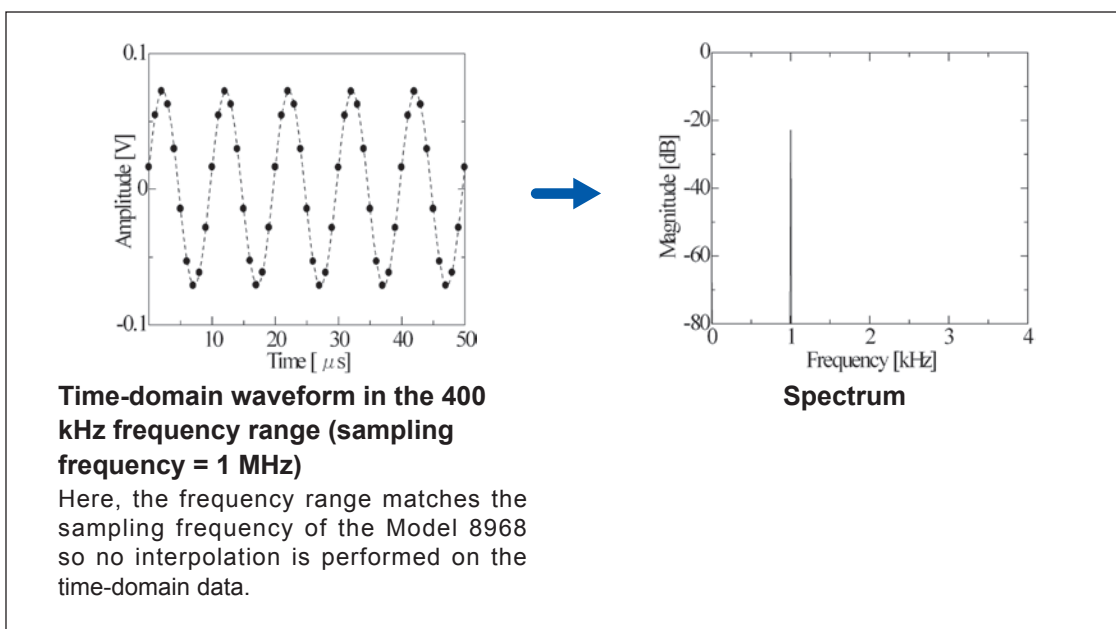 0.1
0
-0.1
Amplitude [V]
10 20 30 40 50
Time [ μs]
0
-20
-40
-60
-80
Magnitude [dB]
0 1 2 3 4
Frequency [kHz]
Time-domain waveform in the 400
kHz frequency range (sampling
frequency = 1 MHz)
Here, the frequency range matches the
sampling frequency of the Model 8968
so no interpolation is performed on the
time-domain data.
Spectrum